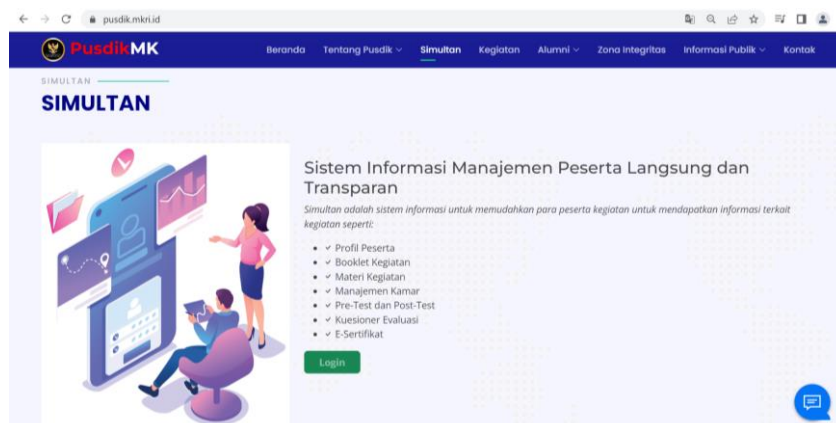 pusdik.mkri.id
PusdikMK
Beranda
Tentang Pusdik
Simultan
Kegiatan
Alumni
Zona Integritas
Informasi Publik
Kontak
SIMULTAN
SIMULTAN
Sistem Informasi Manajemen Peserta Langsung dan
Transparan
Simultan adalah sistem informasi untuk memudahkan para peserta kegiatan untuk mendapatkan informasi terkait
kegiatan seperti:
Profil Peserta
Booklet Kegiatan
Materi Kegiatan
Manajemen Kamar
Pre-Test dan Post-Test
Kuesioner Evaluasi
E-Sertifikat
Login